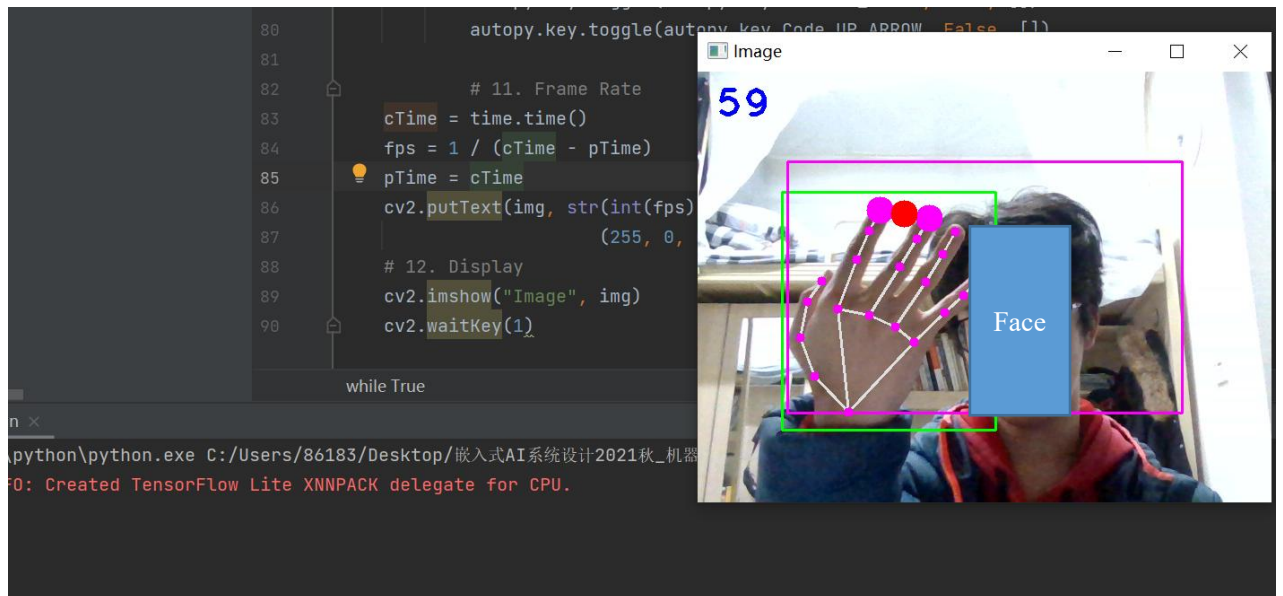 80 autopy.key.toggle(autopy.key.Code.UP_ARROW, False, [])
81
82 # 11. Frame Rate
83 cTime = time.time()
84 fps = 1 / (cTime - pTime)
85 pTime = cTime
86 cv2.putText(img, str(int(fps)
87 (255, 0,
88 # 12. Display
89 cv2.imshow("Image", img)
90 cv2.waitKey(1)
while True
Image
59
Face
n
\python\python.exe C:/Users/86183/Desktop/嵌入式AI系统设计2021秋_机器
FO: Created TensorFlow Lite XNNPACK delegate for CPU.